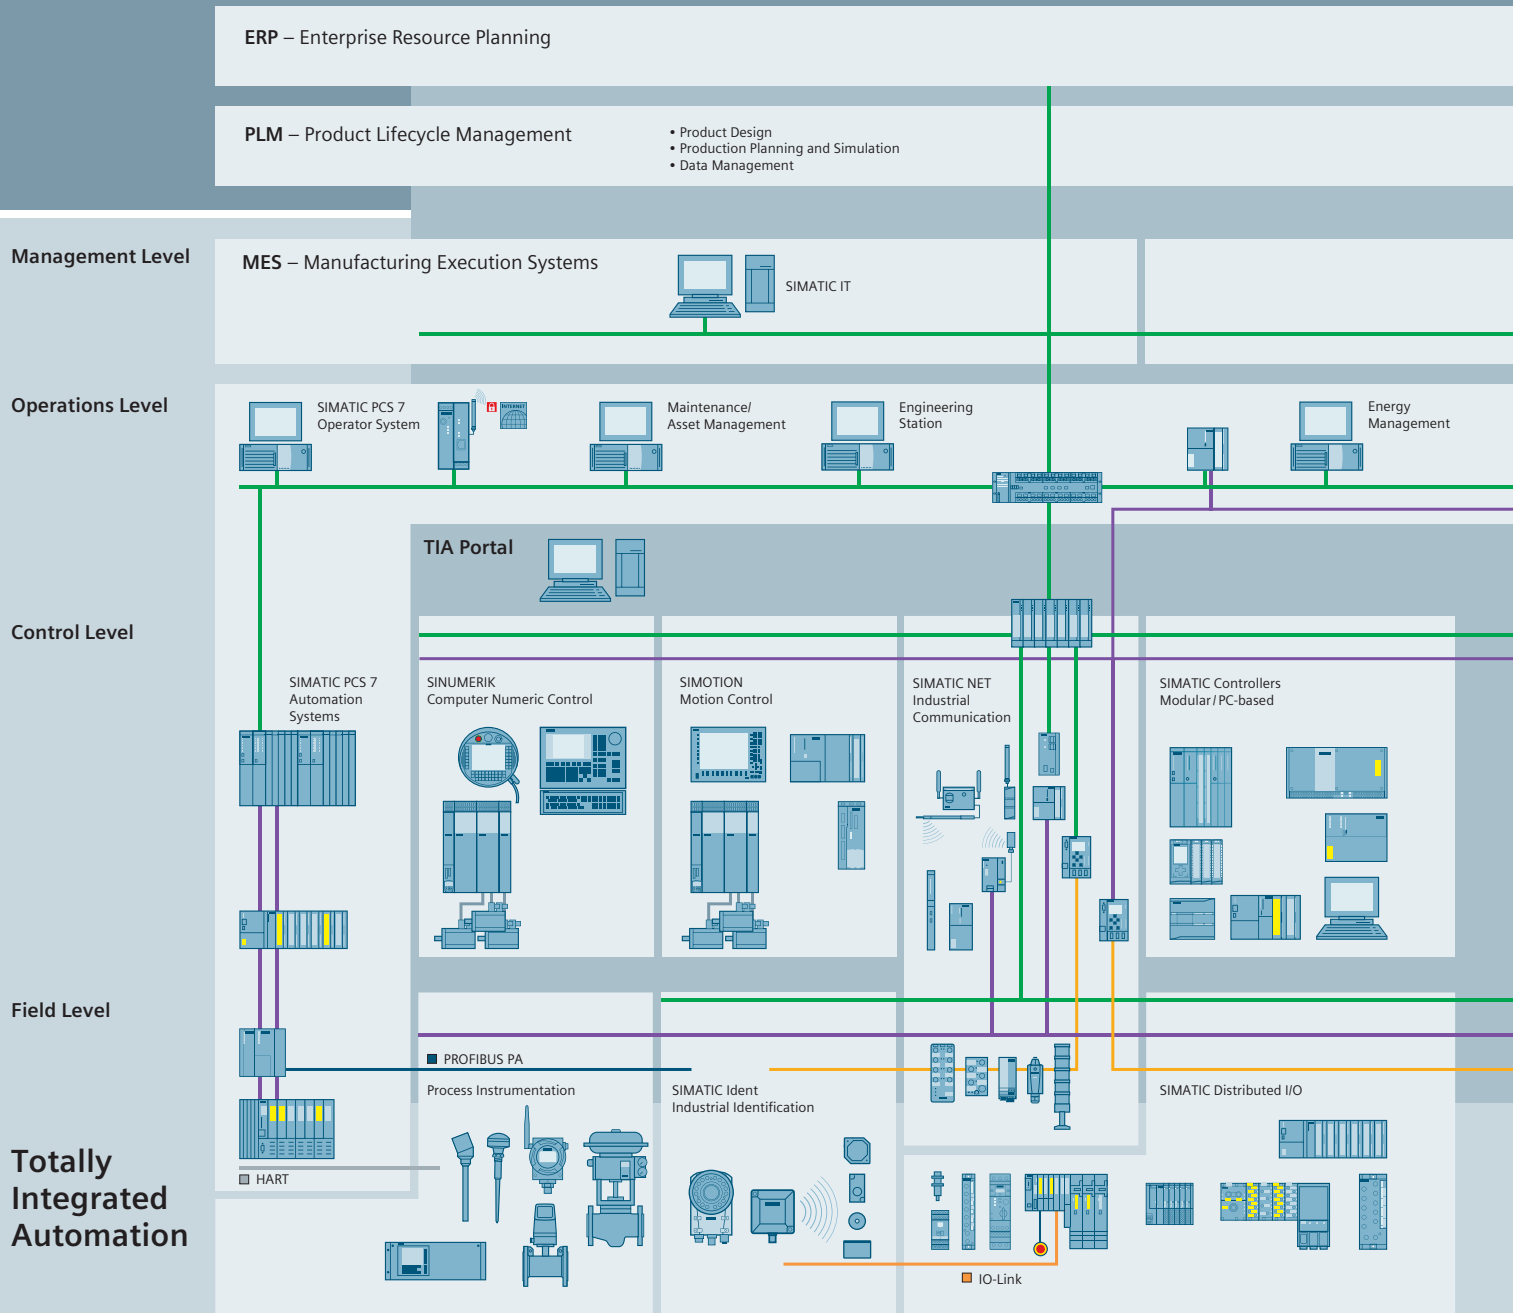 ERP – Enterprise Resource Planning
PLM – Product Lifecycle Management
• Product Design
• Production Planning and Simulation
• Data Management
Management Level
MES – Manufacturing Execution Systems
SIMATIC IT
Operations Level
SIMATIC PCS 7
Operator System
INTERNET
Maintenance/
Asset Management
Engineering
Station
Energy
Management
TIA Portal
Control Level
SIMATIC PCS 7
Automation
Systems
SINUMERIK
Computer Numeric Control
SIMOTION
Motion Control
SIMATIC NET
Industrial
Communication
SIMATIC Controllers
Modular/PC-based
Field Level
PROFIBUS PA
Process Instrumentation
SIMATIC Ident
Industrial Identification
SIMATIC Distributed I/O
Totally
Integrated
Automation
HART
IO-Link